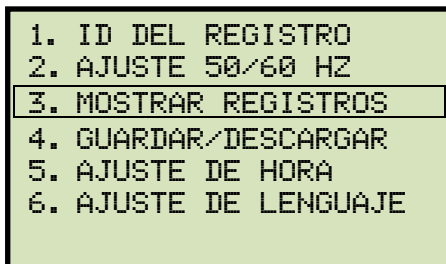 1. ID DEL REGISTRO
2. AJUSTE 50/60 HZ
3. MOSTRAR REGISTROS
4. GUARDAR/DESCARGAR
5. AJUSTE DE HORA
6. AJUSTE DE LENGUAJE